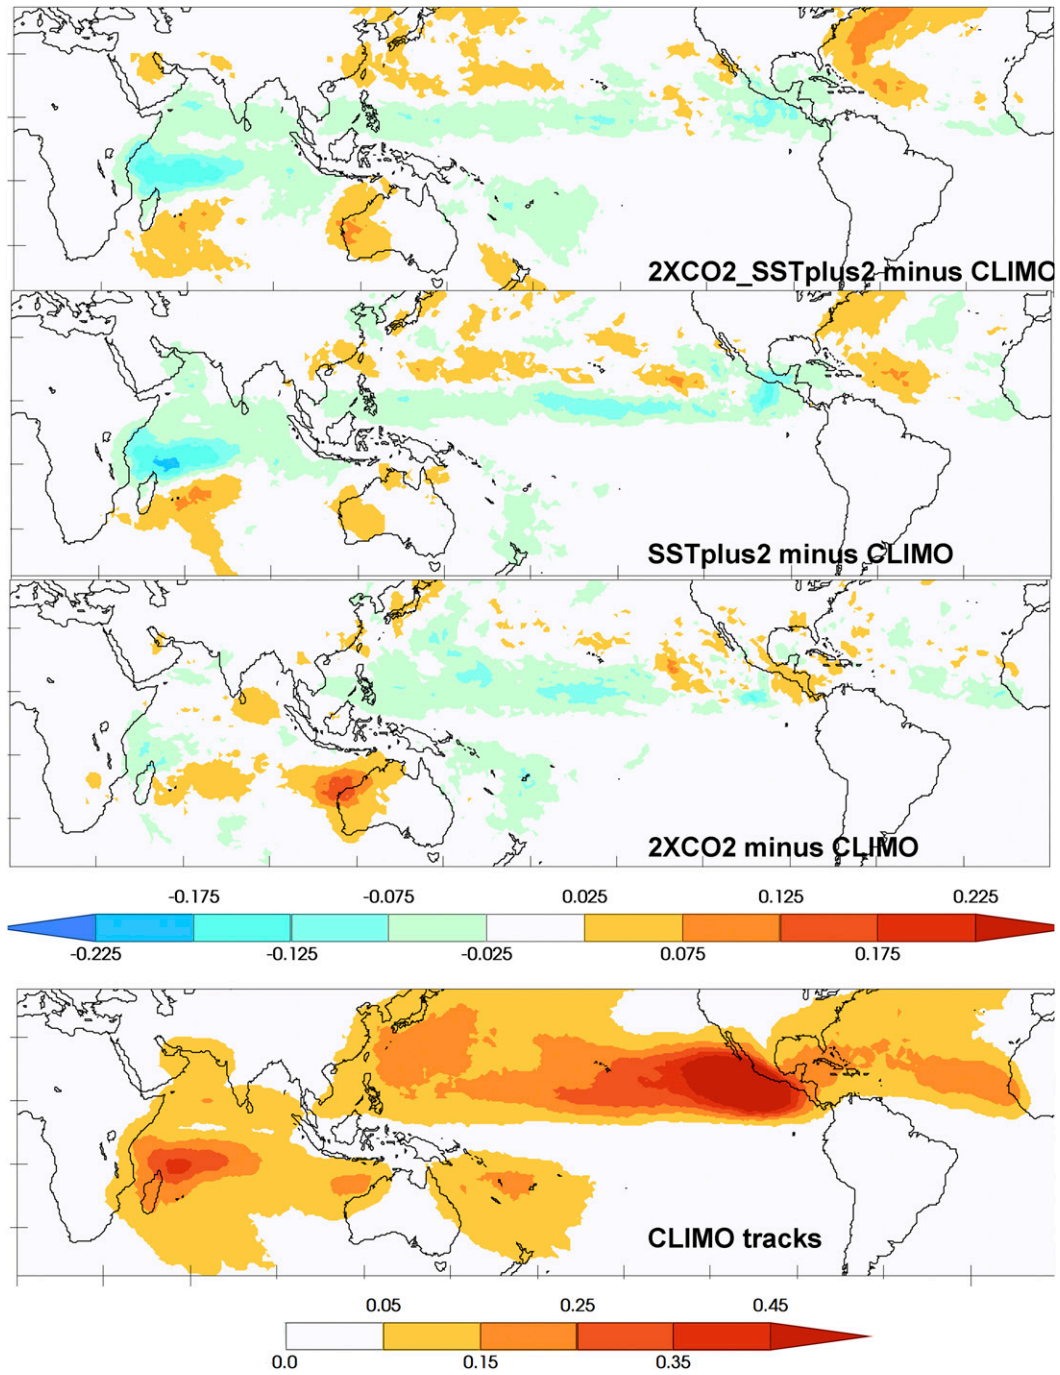 2XCO2_SSTplus2 minus CLIMO
SSTplus2 minus CLIMO
2XCO2 minus CLIMO
-0.175 -0.075 0.025 0.125 0.225
-0.225 -0.125 -0.025 0.075 0.175
CLIMO tracks
0.05 0.25 0.45
0.0 0.15 0.35